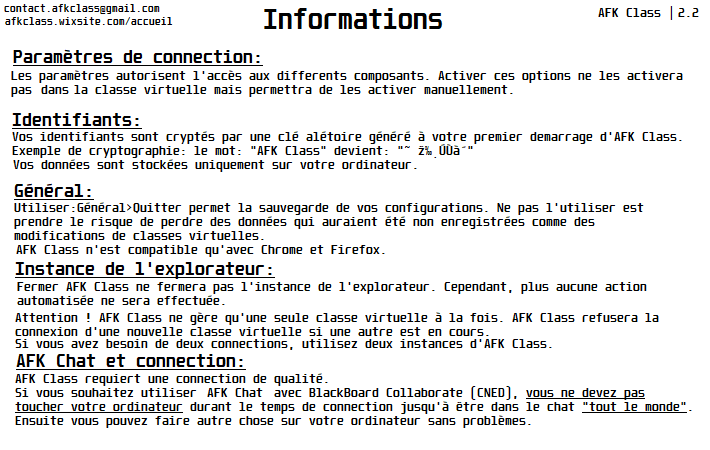 contact.afkclass@gmail.com
afkclass.wixsite.com/accueil
Informations
AFK Class | 2.2
Paramètres de connection:
Les paramètres autorisent l'accès aux differents composants. Activer ces options ne les activera
pas dans la classe virtuelle mais permettra de les activer manuellement.
Identifiants:
Vos identifiants sont cryptés par une clé alétoire généré à votre premier demarrage d'AFK Class.
Exemple de cryptographie: le mot: "AFK Class" devient: "˜ ž‰¸ÛÙà´"
Vos données sont stockées uniquement sur votre ordinateur.
Général:
Utiliser:Général>Quitter permet la sauvegarde de vos configurations. Ne pas l'utiliser est
prendre le risque de perdre des données qui auraient été non enregistrées comme des
modifications de classes virtuelles.
AFK Class n'est compatible qu'avec Chrome et Firefox.
Instance de l'explorateur:
Fermer AFK Class ne fermera pas l'instance de l'explorateur. Cependant, plus aucune action
automatisée ne sera effectuée.
Attention ! AFK Class ne gère qu'une seule classe virtuelle à la fois. AFK Class refusera la
connexion d'une nouvelle classe virtuelle si une autre est en cours.
Si vous avez besoin de deux connections, utilisez deux instances d'AFK Class.
AFK Chat et connection:
AFK Class requiert une connection de qualité.
Si vous souhaitez utiliser AFK Chat avec BlackBoard Collaborate (CNED), vous ne devez pas
toucher votre ordinateur durant le temps de connection jusqu'à être dans le chat "tout le monde".
Ensuite vous pouvez faire autre chose sur votre ordinateur sans problèmes.